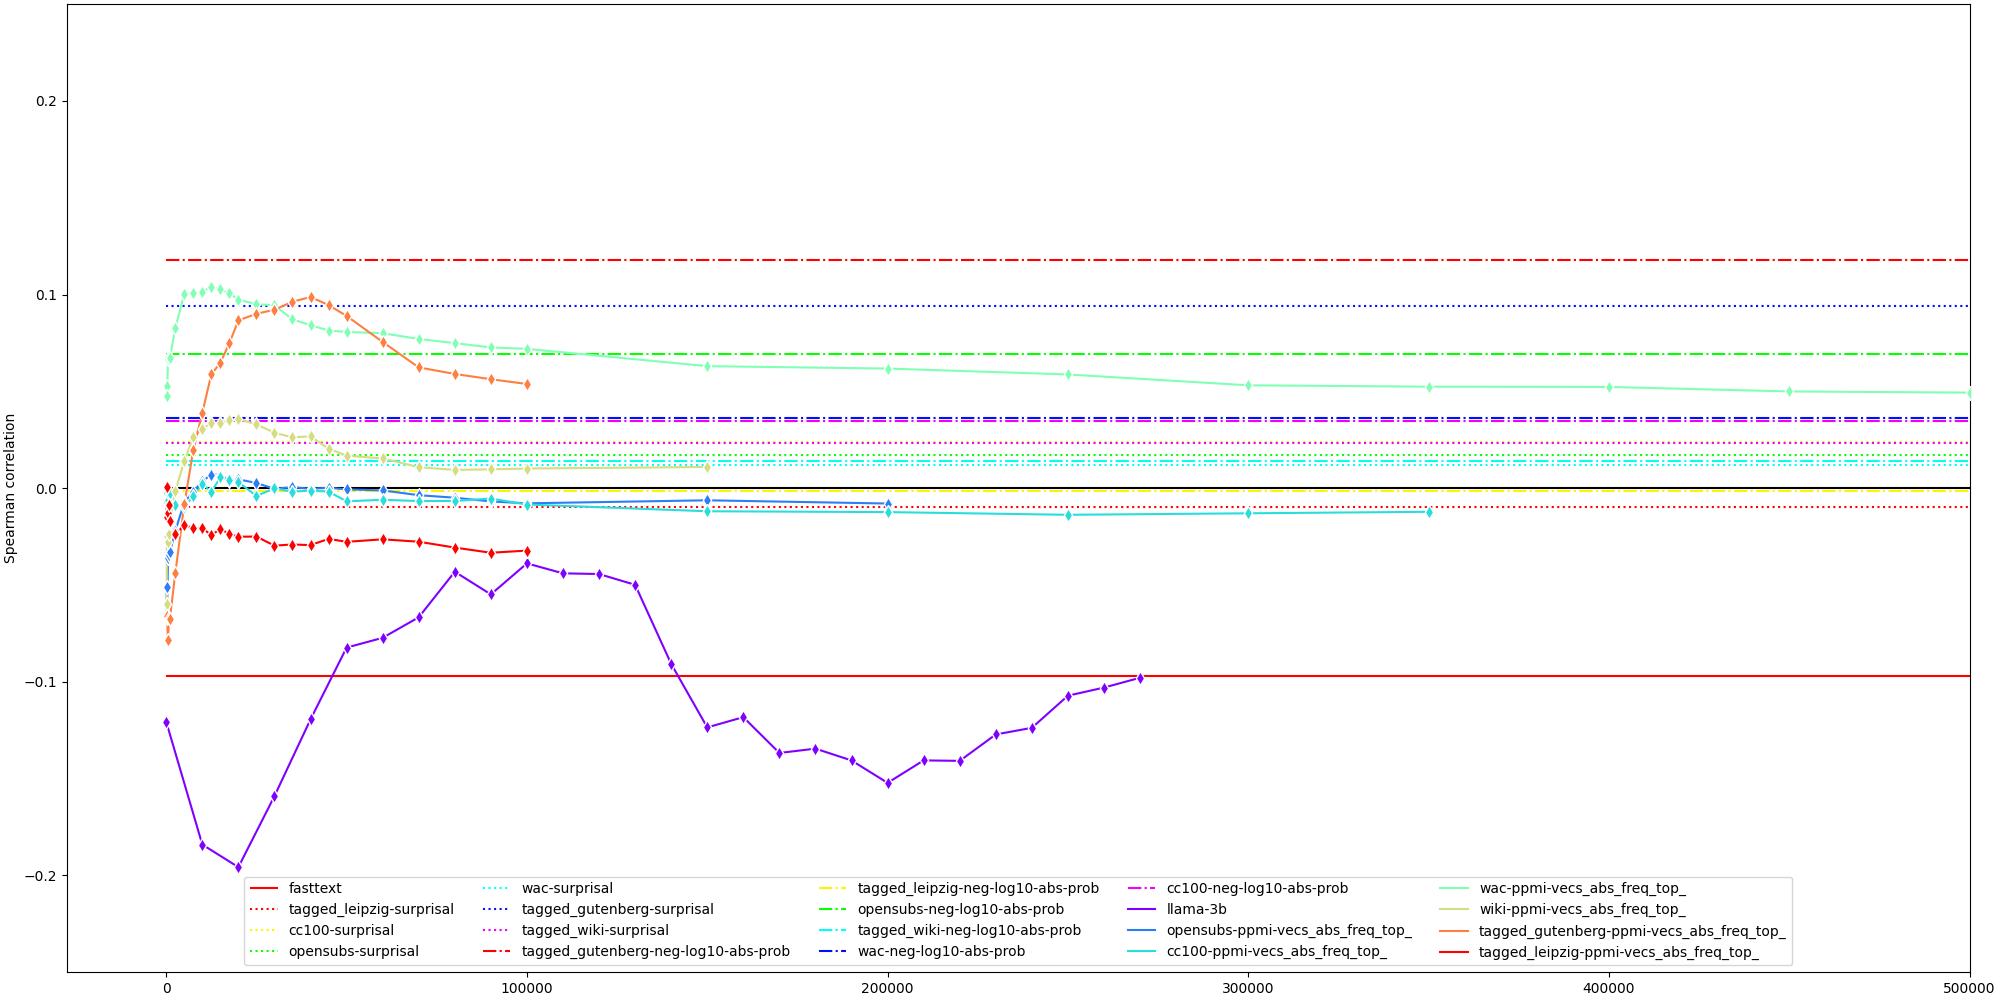 0.2
0.1
0.0
−0.1
−0.2
Spearman correlation
fasttext
tagged_leipzig-surprisal
cc100-surprisal
opensubs-surprisal
wac-surprisal
tagged_gutenberg-surprisal
tagged_wiki-surprisal
tagged_gutenberg-neg-log10-abs-prob
tagged_leipzig-neg-log10-abs-prob
opensubs-neg-log10-abs-prob
tagged_wiki-neg-log10-abs-prob
wac-neg-log10-abs-prob
cc100-neg-log10-abs-prob
llama-3b
opensubs-ppmi-vecs_abs_freq_top_
cc100-ppmi-vecs_abs_freq_top_
wac-ppmi-vecs_abs_freq_top_
wiki-ppmi-vecs_abs_freq_top_
tagged_gutenberg-ppmi-vecs_abs_freq_top_
tagged_leipzig-ppmi-vecs_abs_freq_top_
0 100000 200000 300000 400000 500000